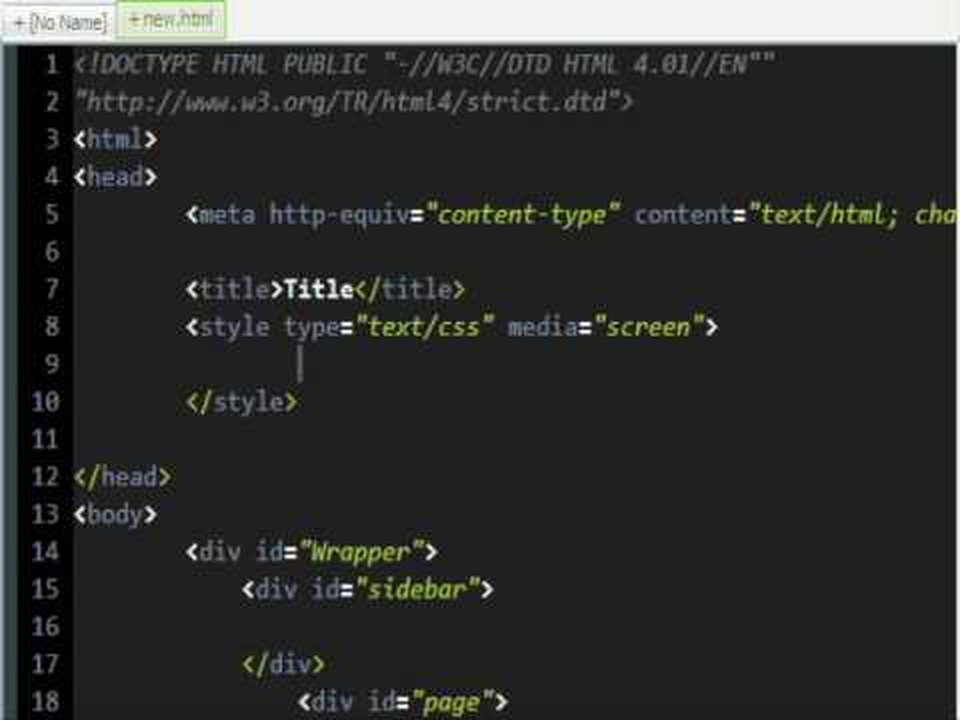 + [No Name] + new.html
1 <!DOCTYPE HTML PUBLIC "-//W3C//DTD HTML 4.01//EN""
2 "http://www.w3.org/TR/html4/strict.dtd">
3 <html>
4 <head>
5 <meta http-equiv="content-type" content="text/html; cha
6
7 <title>Title</title>
8 <style type="text/css" media="screen">
9
10 </style>
11
12 </head>
13 <body>
14 <div id="Wrapper">
15 <div id="sidebar">
16
17 </div>
18 <div id="page">